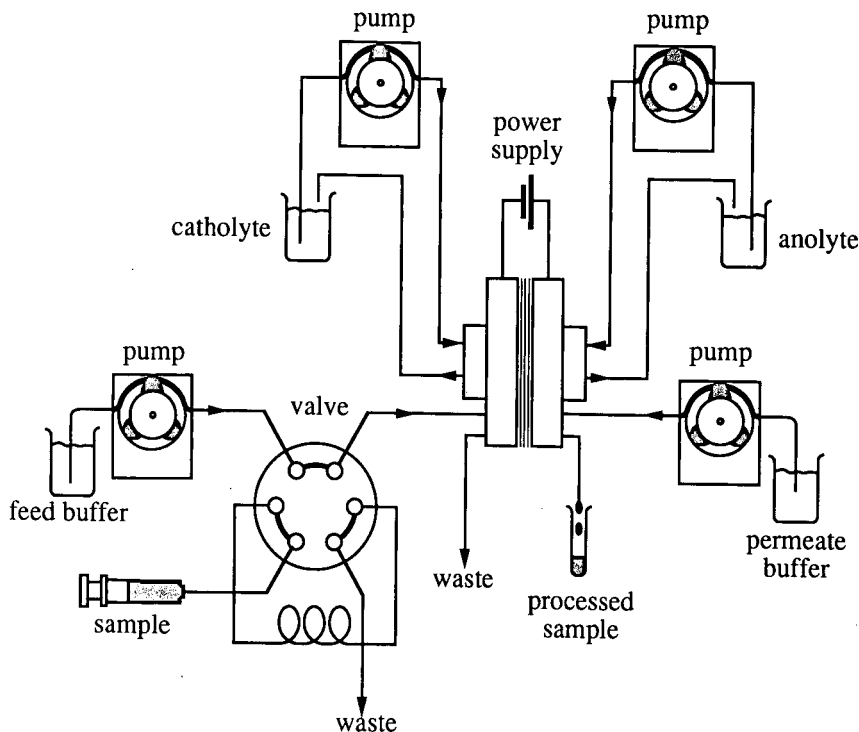 pump
pump
power
supply
catholyte
anolyte
pump
valve
pump
feed buffer
permeate
buffer
waste
processed
sample
sample
waste